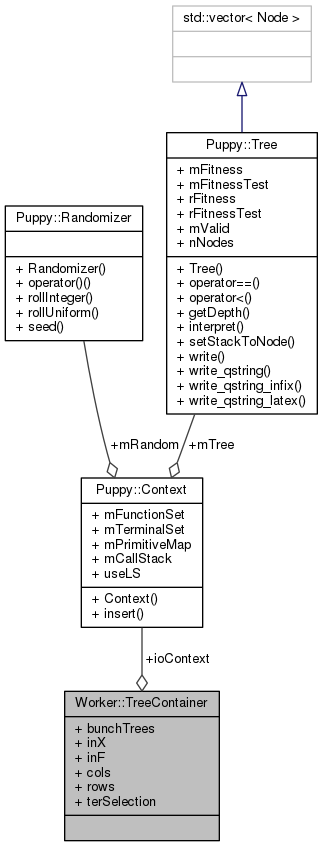 std::vector< Node >
Puppy::Tree
+ mFitness
+ mFitnessTest
+ rFitness
+ rFitnessTest
+ mValid
+ nNodes
+ Tree()
+ operator==()
+ operator<()
+ getDepth()
+ interpret()
+ setStackToNode()
+ write()
+ write_qstring()
+ write_qstring_infix()
+ write_qstring_latex()
Puppy::Randomizer
+ Randomizer()
+ operator()()
+ rollInteger()
+ rollUniform()
+ seed()
+mRandom
+mTree
Puppy::Context
+ mFunctionSet
+ mTerminalSet
+ mPrimitiveMap
+ mCallStack
+ useLS
+ Context()
+ insert()
+ioContext
Worker::TreeContainer
+ bunchTrees
+ inX
+ inF
+ cols
+ rows
+ terSelection